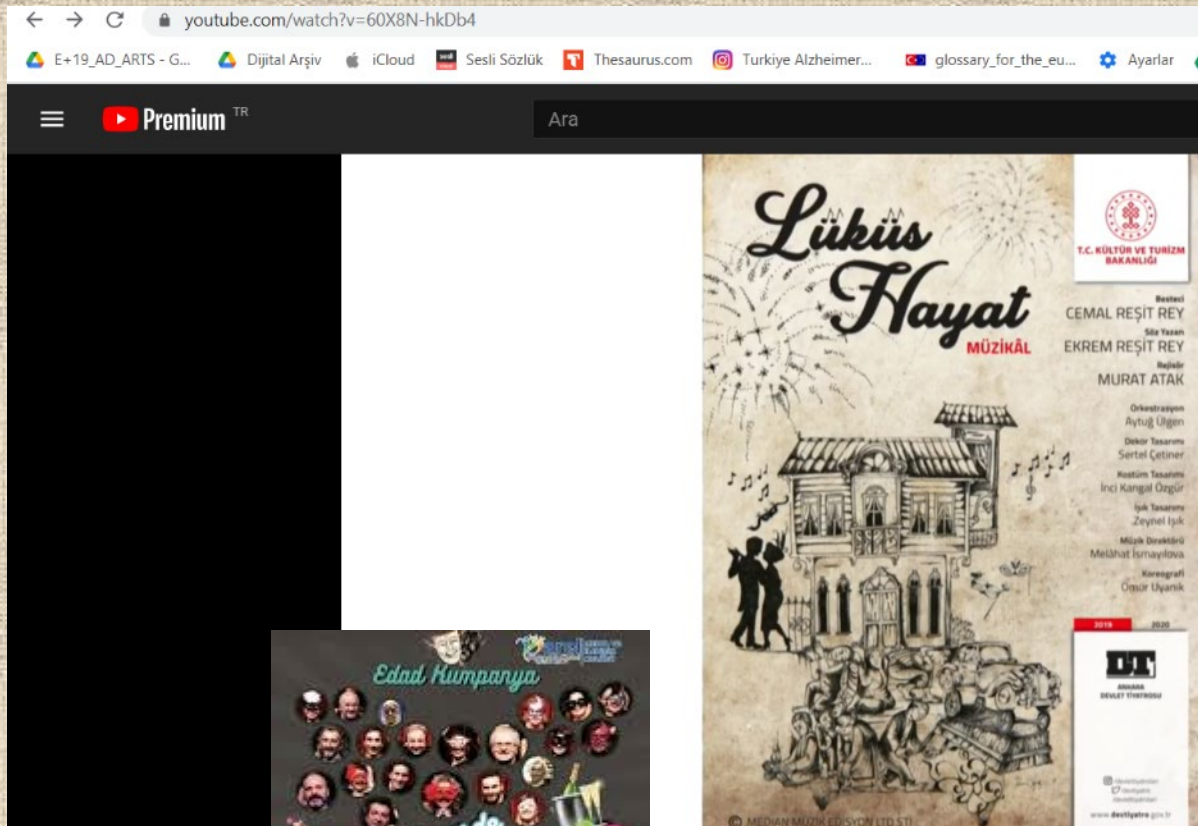 youtube.com/watch?v=60X8N-hkDb4
E+19_AD_ARTS - G... Dijital Arşiv iCloud Sesli Sözlük Thesaurus.com Turkiye Alzheimer... glossary_for_the_eu... Ayarlar
Premium TR
Ara
Lüküs
Hayat
MÜZİKÂL
T.C. KÜLTÜR VE TURİZM
BAKANLIĞI
Besteci
CEMAL REŞİT REY
Söz Yazarı
EKREM REŞİT REY
Rejisör
MURAT ATAK
Orkestrasyon
Aytuğ Ülgen
Dekor Tasarımı
Sertel Çetiner
Kostüm Tasarımı
İnci Kangal Özgür
Işık Tasarımı
Zeynel Işık
Müzik Direktörü
Melâhat İsmayılova
Koreografi
Ömür Uyanık
2019 2020
DT
ANKARA
DEVLET TİYATROSU
www.devtiyatro.gov.tr
© MEDIAN MÜZİK EDİSYON LTD ŞTİ
Edad Kumpanya
de